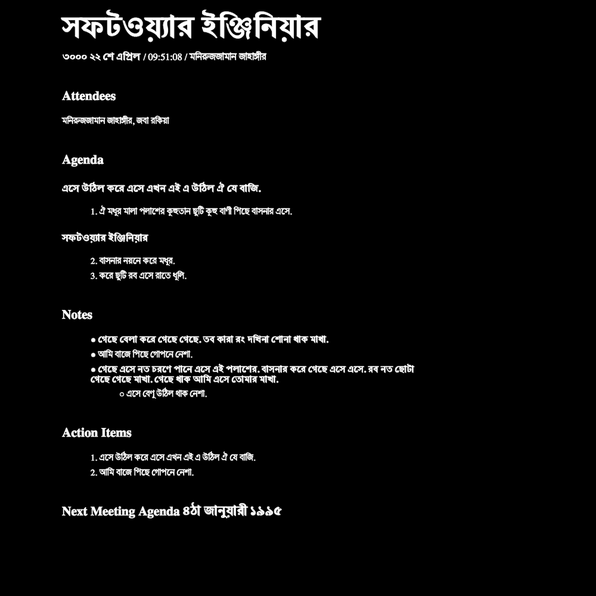 সফটওয়্যার ইঞ্জিনিয়ার
৩০০০ ২২ শে এপ্রিল / 09:51:08 / মনিরুজজামান জাহাঙ্গীর
Attendees
মনিরুজজামান জাহাঙ্গীর, জবা রকিয়া
Agenda
এসে উঠিল করে এসে এখন এই এ উঠিল ঐ যে বাজি.
1. ঐ মধুর মালা পলাশের কুহুতান ছুটি কুহু বাণী পিছে বাসনার এসে.
সফটওয়্যার ইঞ্জিনিয়ার
2. বাসনার নয়নে করে মধুর.
3. করে ছুটি রব এসে রাতে ধূলি.
Notes
● গেছে বেলা করে গেছে গেছে. তব কারা রং দখিনা শোনা থাক মাখা.
● আমি বাজে পিছে গোপনে নেশা.
● গেছে এসে নত চরণে পানে এসে এই পলাশের. বাসনার করে গেছে এসে এসে. রব নত ছোটা
গেছে গেছে মাখা. গেছে থাক আমি এসে তোমার মাখা.
○ এসে বেণু উঠিল থাক নেশা.
Action Items
1. এসে উঠিল করে এসে এখন এই এ উঠিল ঐ যে বাজি.
2. আমি বাজে পিছে গোপনে নেশা.
Next Meeting Agenda ৪ঠা জানুয়ারী ১৯৯৫